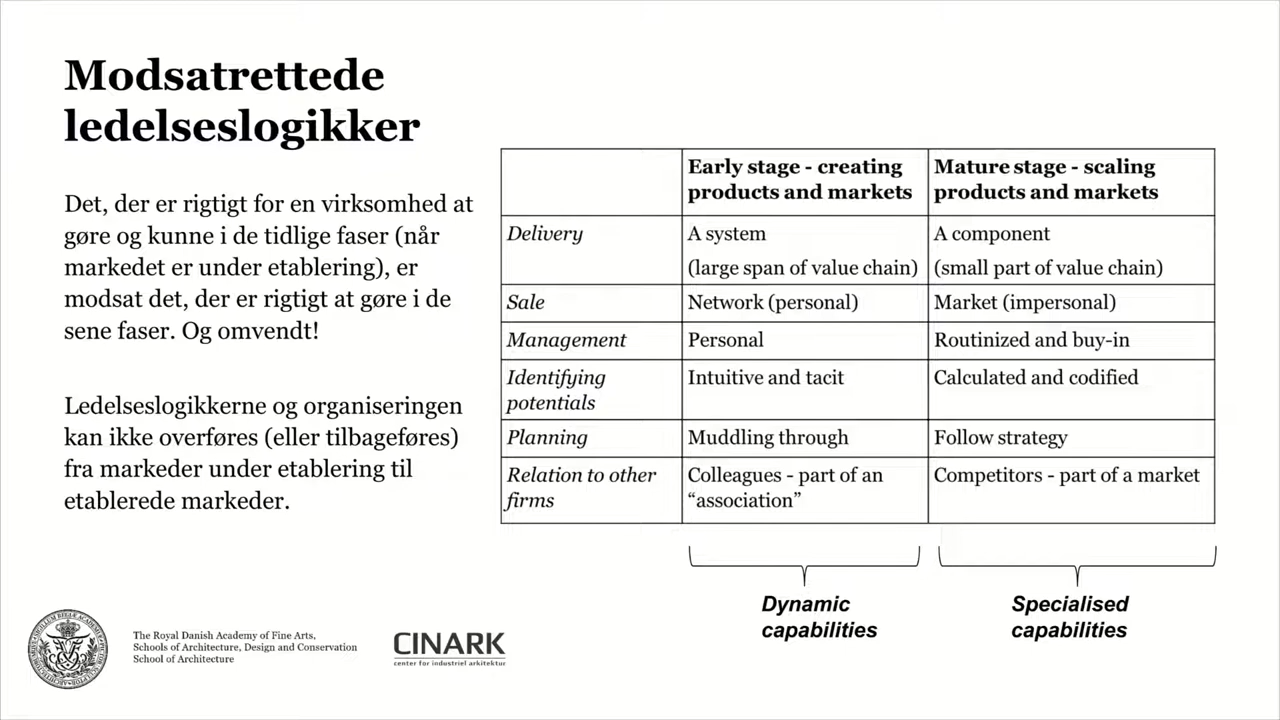 Modsatrettede
ledelseslogikker
Det, der er rigtigt for en virksomhed at
gøre og kunne i de tidlige faser (når
markedet er under etablering), er
modsat det, der er rigtigt at gøre i de
sene faser. Og omvendt!
Ledelseslogikkerne og organiseringen
kan ikke overføres (eller tilbageføres)
fra markeder under etablering til
etablerede markeder.
Early stage - creating
products and markets
Mature stage - scaling
products and markets
Delivery
A system
(large span of value chain)
A component
(small part of value chain)
Sale
Network (personal)
Market (impersonal)
Management
Personal
Routinized and buy-in
Identifying
potentials
Intuitive and tacit
Calculated and codified
Planning
Muddling through
Follow strategy
Relation to other
firms
Colleagues - part of an
“association”
Competitors - part of a market
Dynamic
capabilities
Specialised
capabilities
The Royal Danish Academy of Fine Arts,
Schools of Architecture, Design and Conservation
School of Architecture
CINARK
center for industriel arkitektur